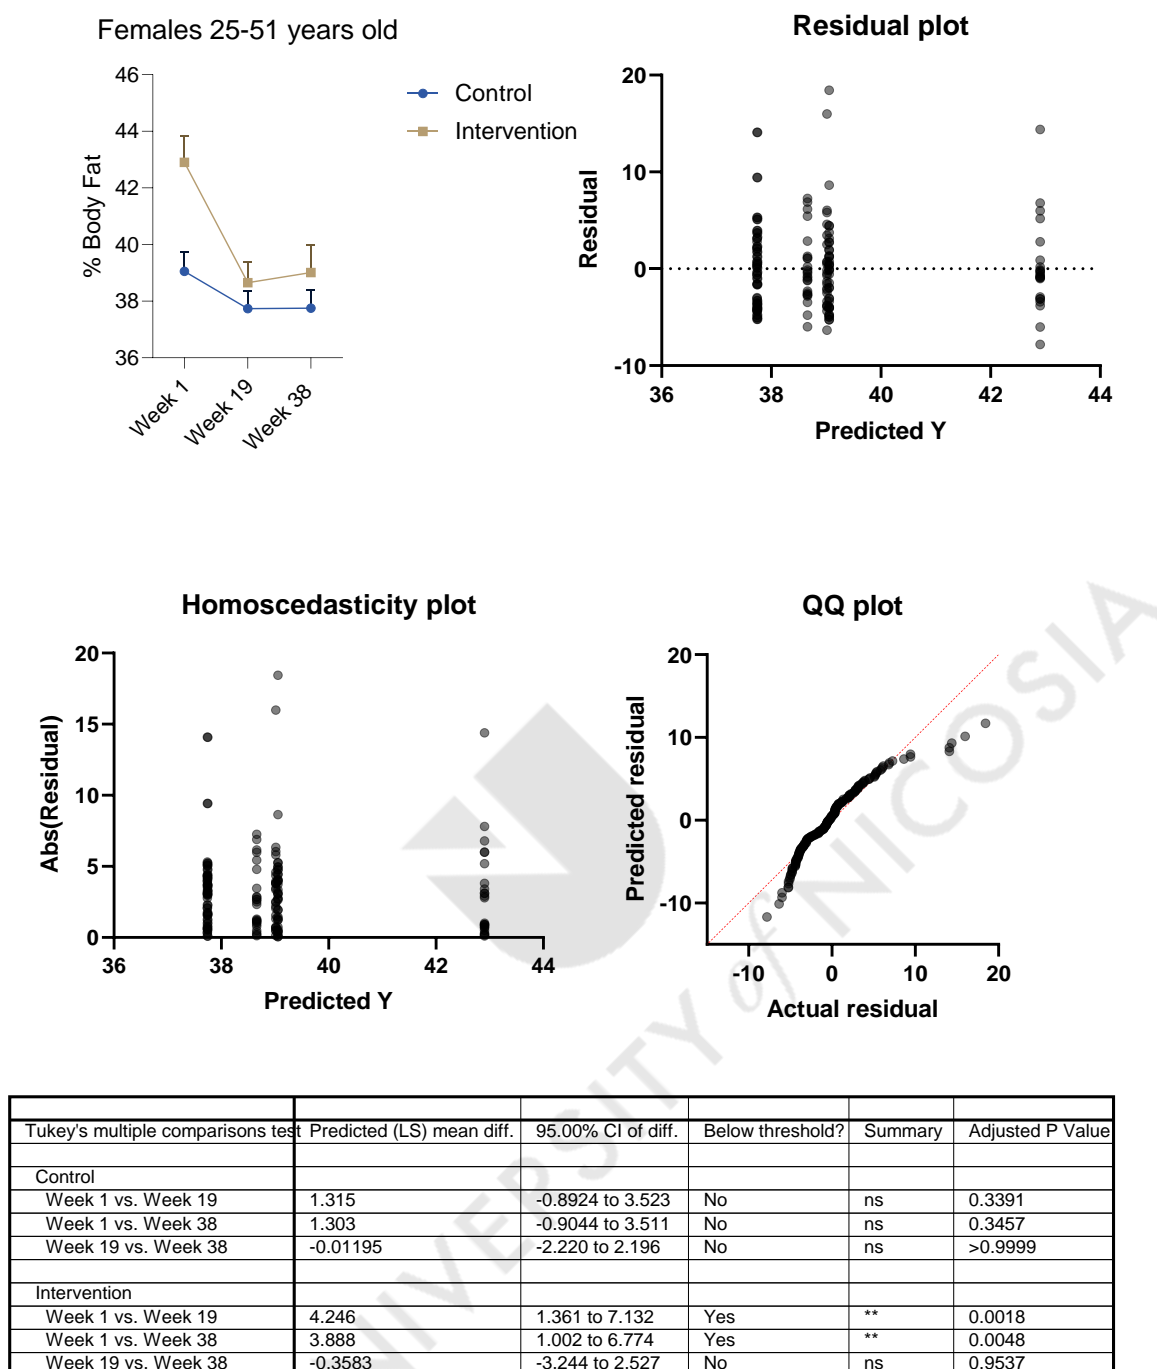 Females 25-51 years old
46
44
42
40
38
36
% Body Fat
Week 1
Week 19
Week 38
Control
Intervention
Residual plot
20
10
0
-10
Residual
36 38 40 42 44
Predicted Y
Homoscedasticity plot
20
15
10
5
0
Abs(Residual)
36 38 40 42 44
Predicted Y
QQ plot
20
10
0
-10
Predicted residual
-10 0 10 20
Actual residual
UNIVERSITY of NICOSIA
Tukey's multiple comparisons test Predicted (LS) mean diff. 95.00% CI of diff. Below threshold? Summary Adjusted P Value
Control
Week 1 vs. Week 19 1.315 -0.8924 to 3.523 No ns 0.3391
Week 1 vs. Week 38 1.303 -0.9044 to 3.511 No ns 0.3457
Week 19 vs. Week 38 -0.01195 -2.220 to 2.196 No ns >0.9999
Intervention
Week 1 vs. Week 19 4.246 1.361 to 7.132 Yes ** 0.0018
Week 1 vs. Week 38 3.888 1.002 to 6.774 Yes ** 0.0048
Week 19 vs. Week 38 -0.3583 -3.244 to 2.527 No ns 0.9537